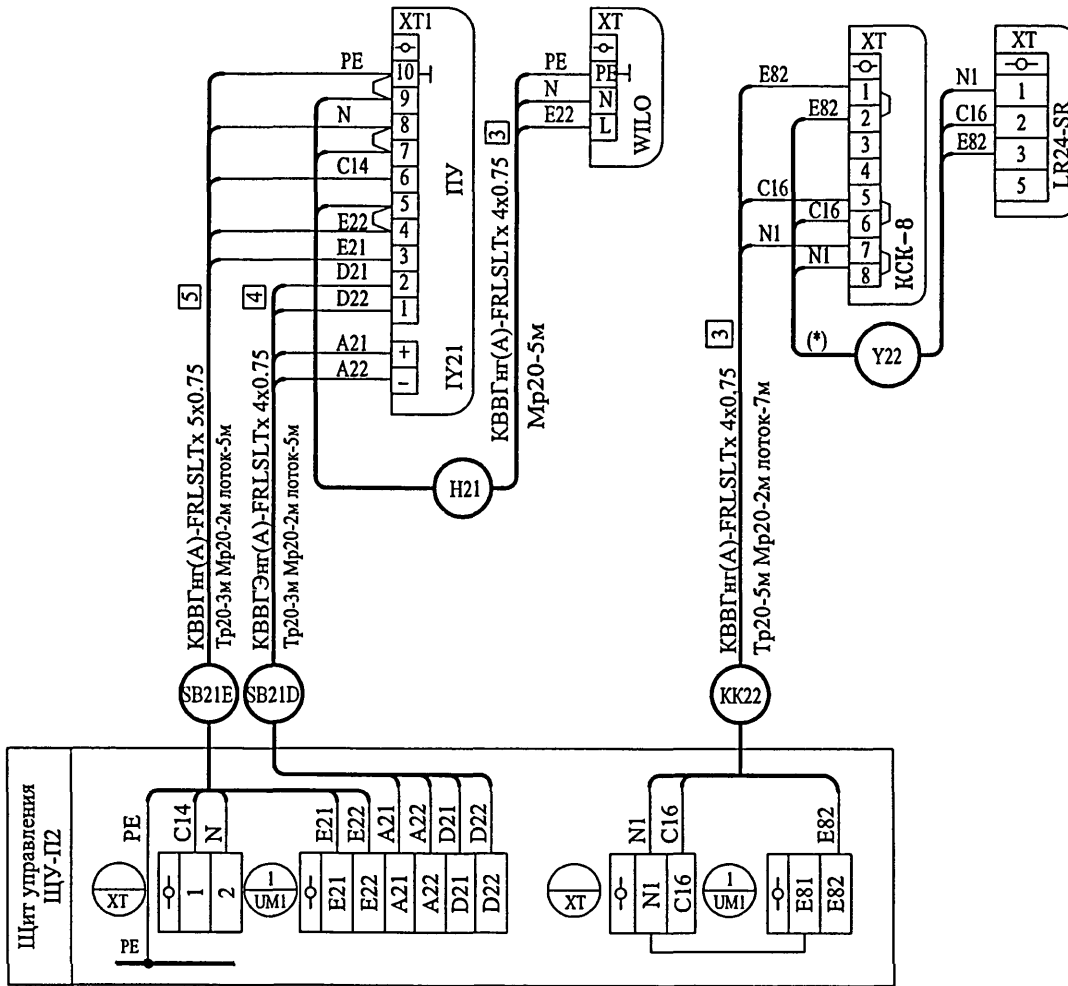 XT1
PE
10
9
N
8
7
C14
6
5
E22
4
E21
3
D21
2
D22
1
A21
+
A22
–
ПУ
IY21
XT
PE
PE
N
N
E22
L
WILO
3
КВВГнг(А)-FRLSLTx 4x0.75
Мр20-5м
H21
5
КВВГнг(А)-FRLSLTx 5x0.75
Тр20-3м Мр20-2м лоток-5м
4
КВВГЭнг(А)-FRLSLTx 4x0.75
Тр20-3м Мр20-2м лоток-5м
SB21E
SB21D
XT
E82
1
E82
2
3
4
C16
5
C16
6
N1
7
N1
8
КСК-8
XT
N1
1
C16
2
E82
3
5
LR24-SR
(*)
Y22
3
КВВГнг(А)-FRLSLTx 4x0,75
Тр20-5м Мр20-2м лоток-7м
KK22
Щит управления
ЩУ-П2
PE
C14
N
E21
E22
A21
A22
D21
D22
XT
1
2
1
UM1
E21
E22
A21
A22
D21
D22
PE
N1
C16
E82
XT
N1
C16
1
UM1
E81
E82